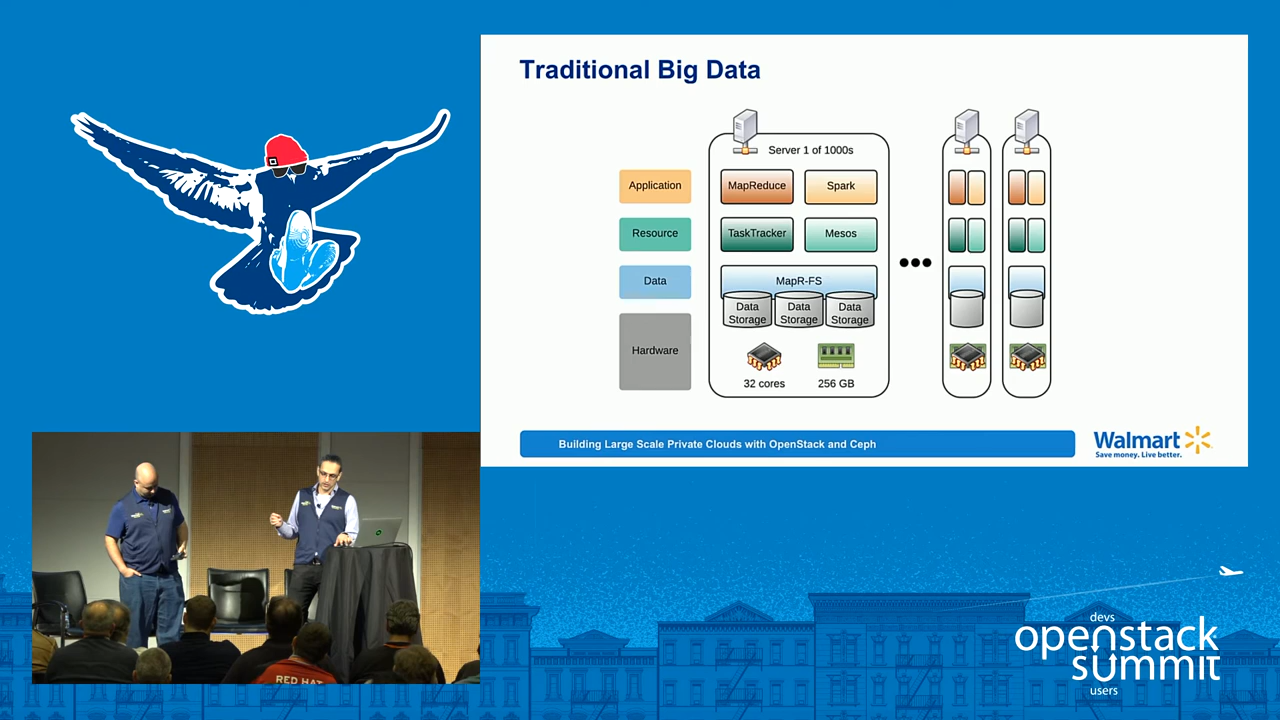 Traditional Big Data
Server 1 of 1000s
Application
MapReduce
Spark
Resource
TaskTracker
Mesos
Data
MapR-FS
Data Storage
Data Storage
Data Storage
Hardware
32 cores
256 GB
Building Large Scale Private Clouds with OpenStack and Ceph
Walmart
Save money. Live better.
RED HAT
devs
openstack
summit
users